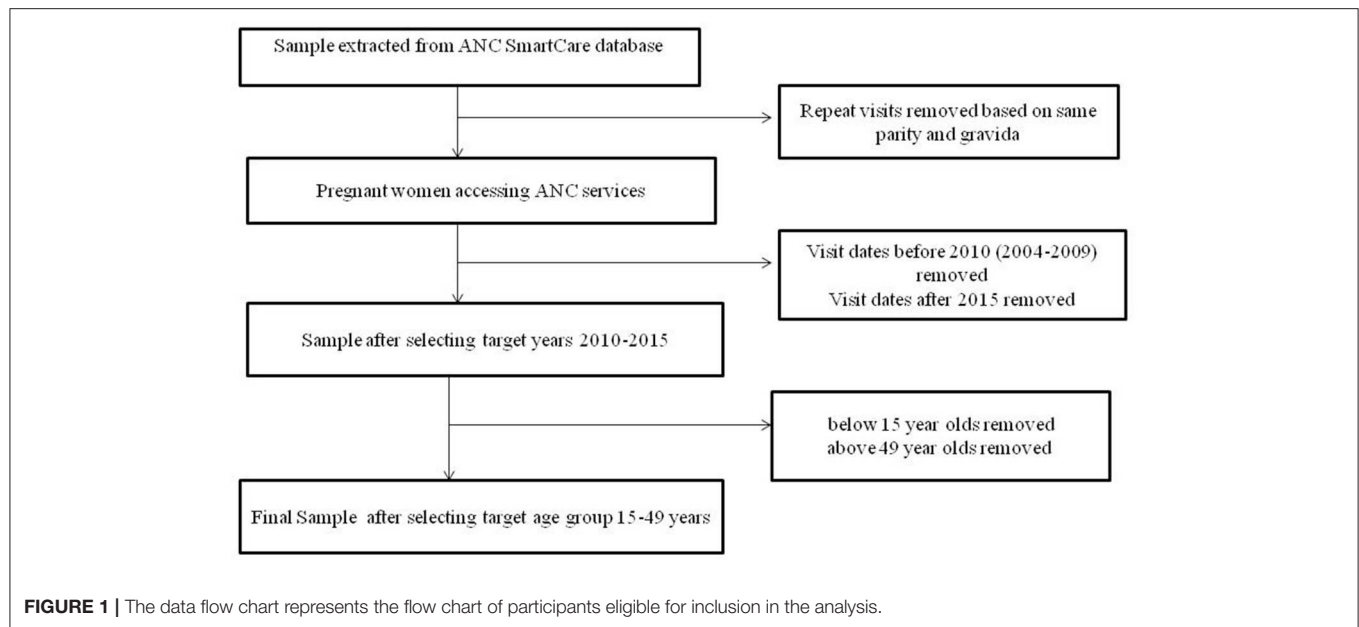 Sample extracted from ANC SmartCare database
Repeat visits removed based on same
parity and gravida
Pregnant women accessing ANC services
Visit dates before 2010 (2004-2009)
removed
Visit dates after 2015 removed
Sample after selecting target years 2010-2015
below 15 year olds removed
above 49 year olds removed
Final Sample after selecting target age group 15-49 years
FIGURE 1 | The data flow chart represents the flow chart of participants eligible for inclusion in the analysis.